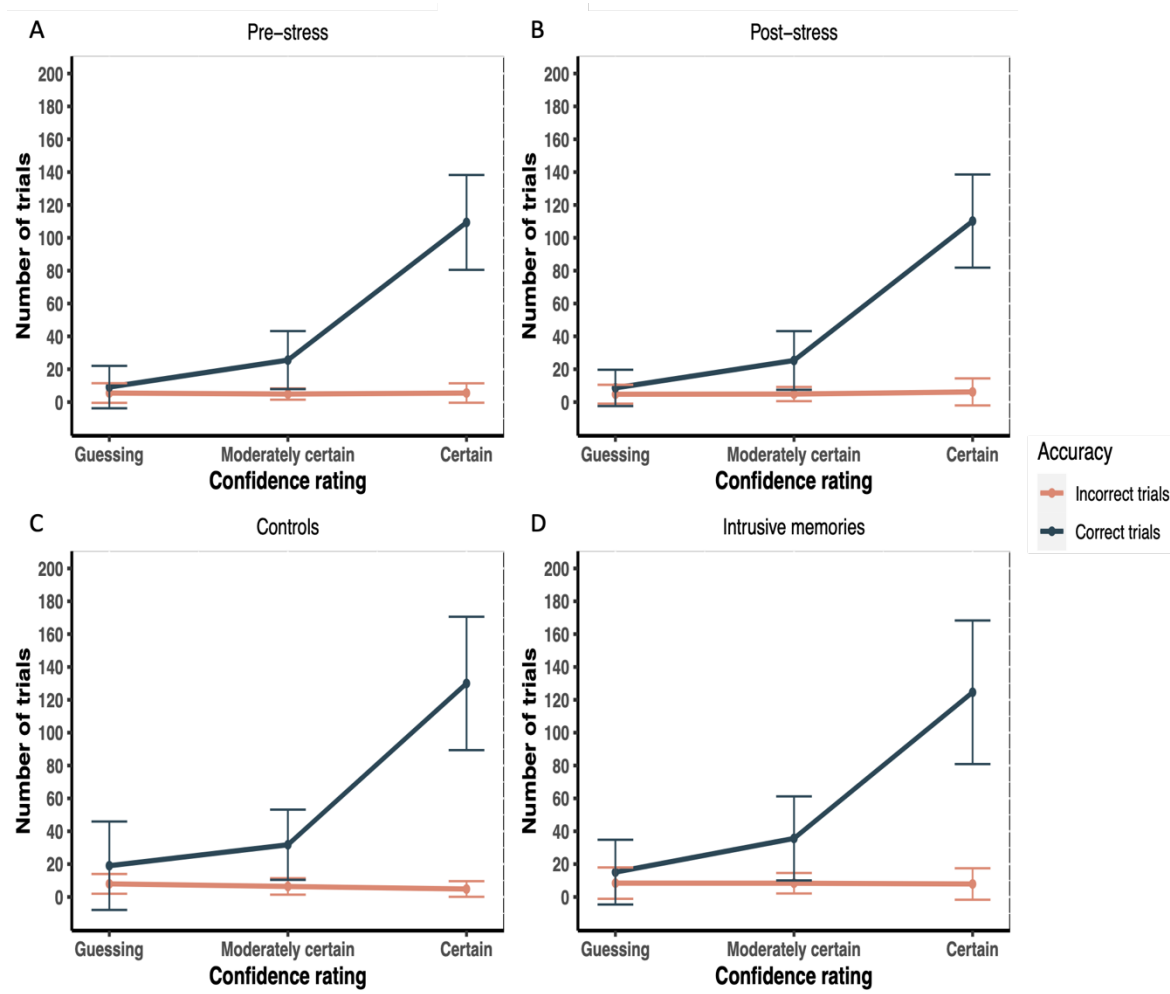 A
Pre-stress
Number of trials
200
180
160
140
120
100
80
60
40
20
0
Guessing
Moderately certain
Certain
Confidence rating
B
Post-stress
Number of trials
200
180
160
140
120
100
80
60
40
20
0
Guessing
Moderately certain
Certain
Confidence rating
Accuracy
Incorrect trials
Correct trials
C
Controls
Number of trials
200
180
160
140
120
100
80
60
40
20
0
Guessing
Moderately certain
Certain
Confidence rating
D
Intrusive memories
Number of trials
200
180
160
140
120
100
80
60
40
20
0
Guessing
Moderately certain
Certain
Confidence rating